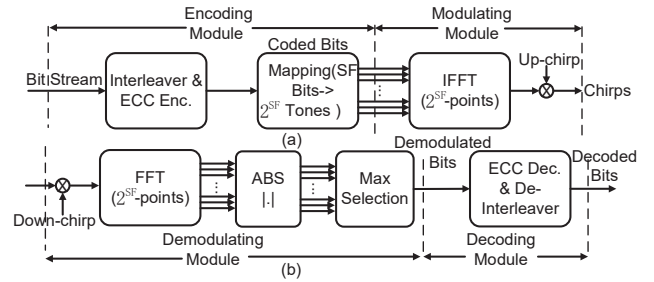 Encoding
Module
Modulating
Module
Bit Stream
Interleaver &
ECC Enc.
Coded Bits
Mapping(SF
Bits->
2^SF Tones )
IFFT
(2^SF-points)
Up-chirp
Chirps
(a)
Down-chirp
FFT
(2^SF-points)
ABS
|.|
Max
Selection
Demodulated
Bits
ECC Dec.
& De-
Interleaver
Decoded
Bits
Demodulating
Module
(b)
Decoding
Module